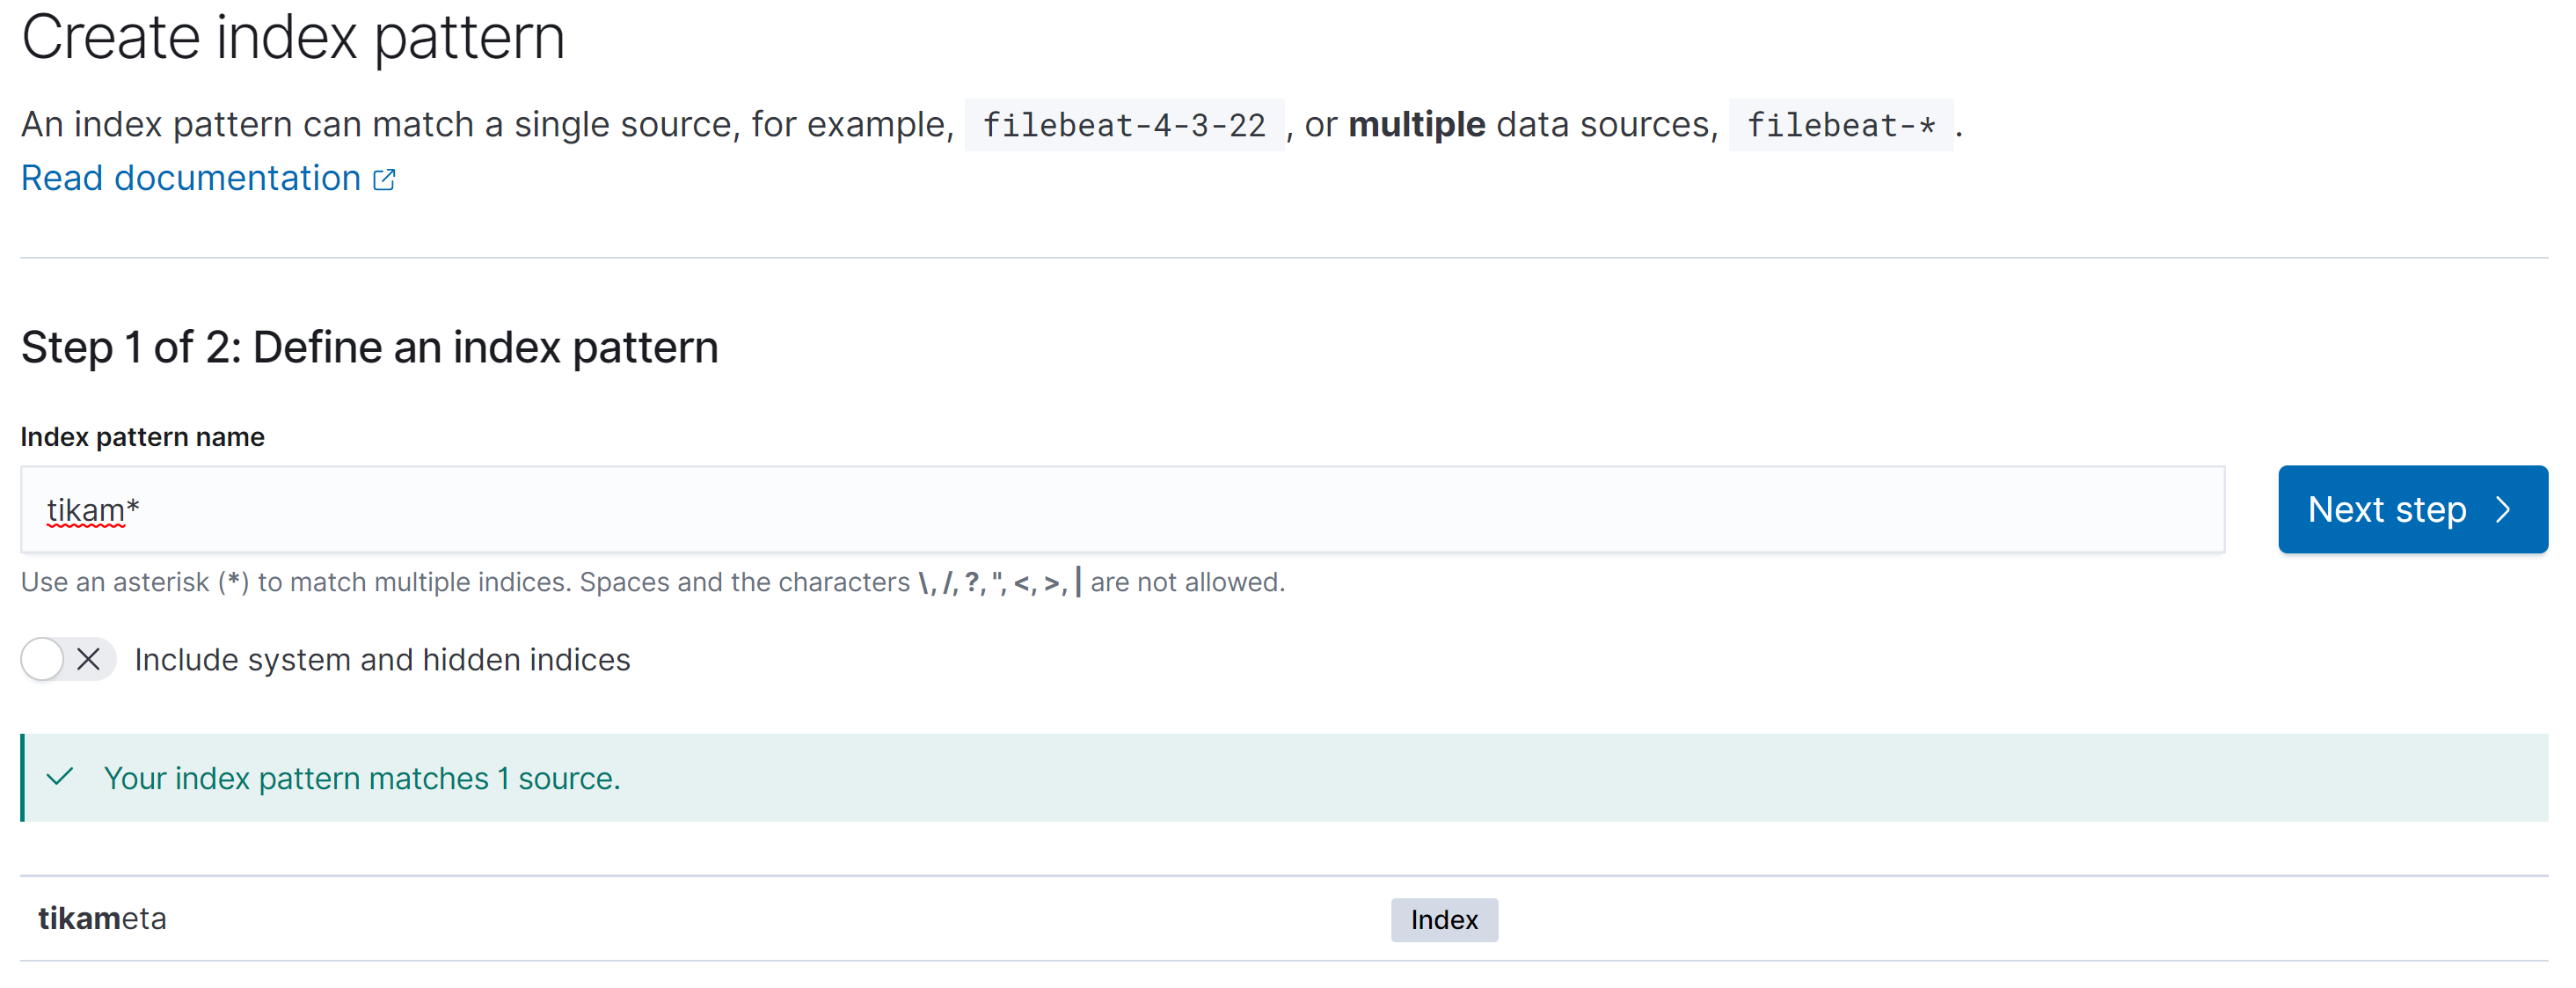 Create index pattern
An index pattern can match a single source, for example, filebeat-4-3-22 , or multiple data sources, filebeat-* .
Read documentation
Step 1 of 2: Define an index pattern
Index pattern name
tikam*
Next step
Use an asterisk (*) to match multiple indices. Spaces and the characters \, /, ?, ", <, >, | are not allowed.
Include system and hidden indices
Your index pattern matches 1 source.
tikameta Index